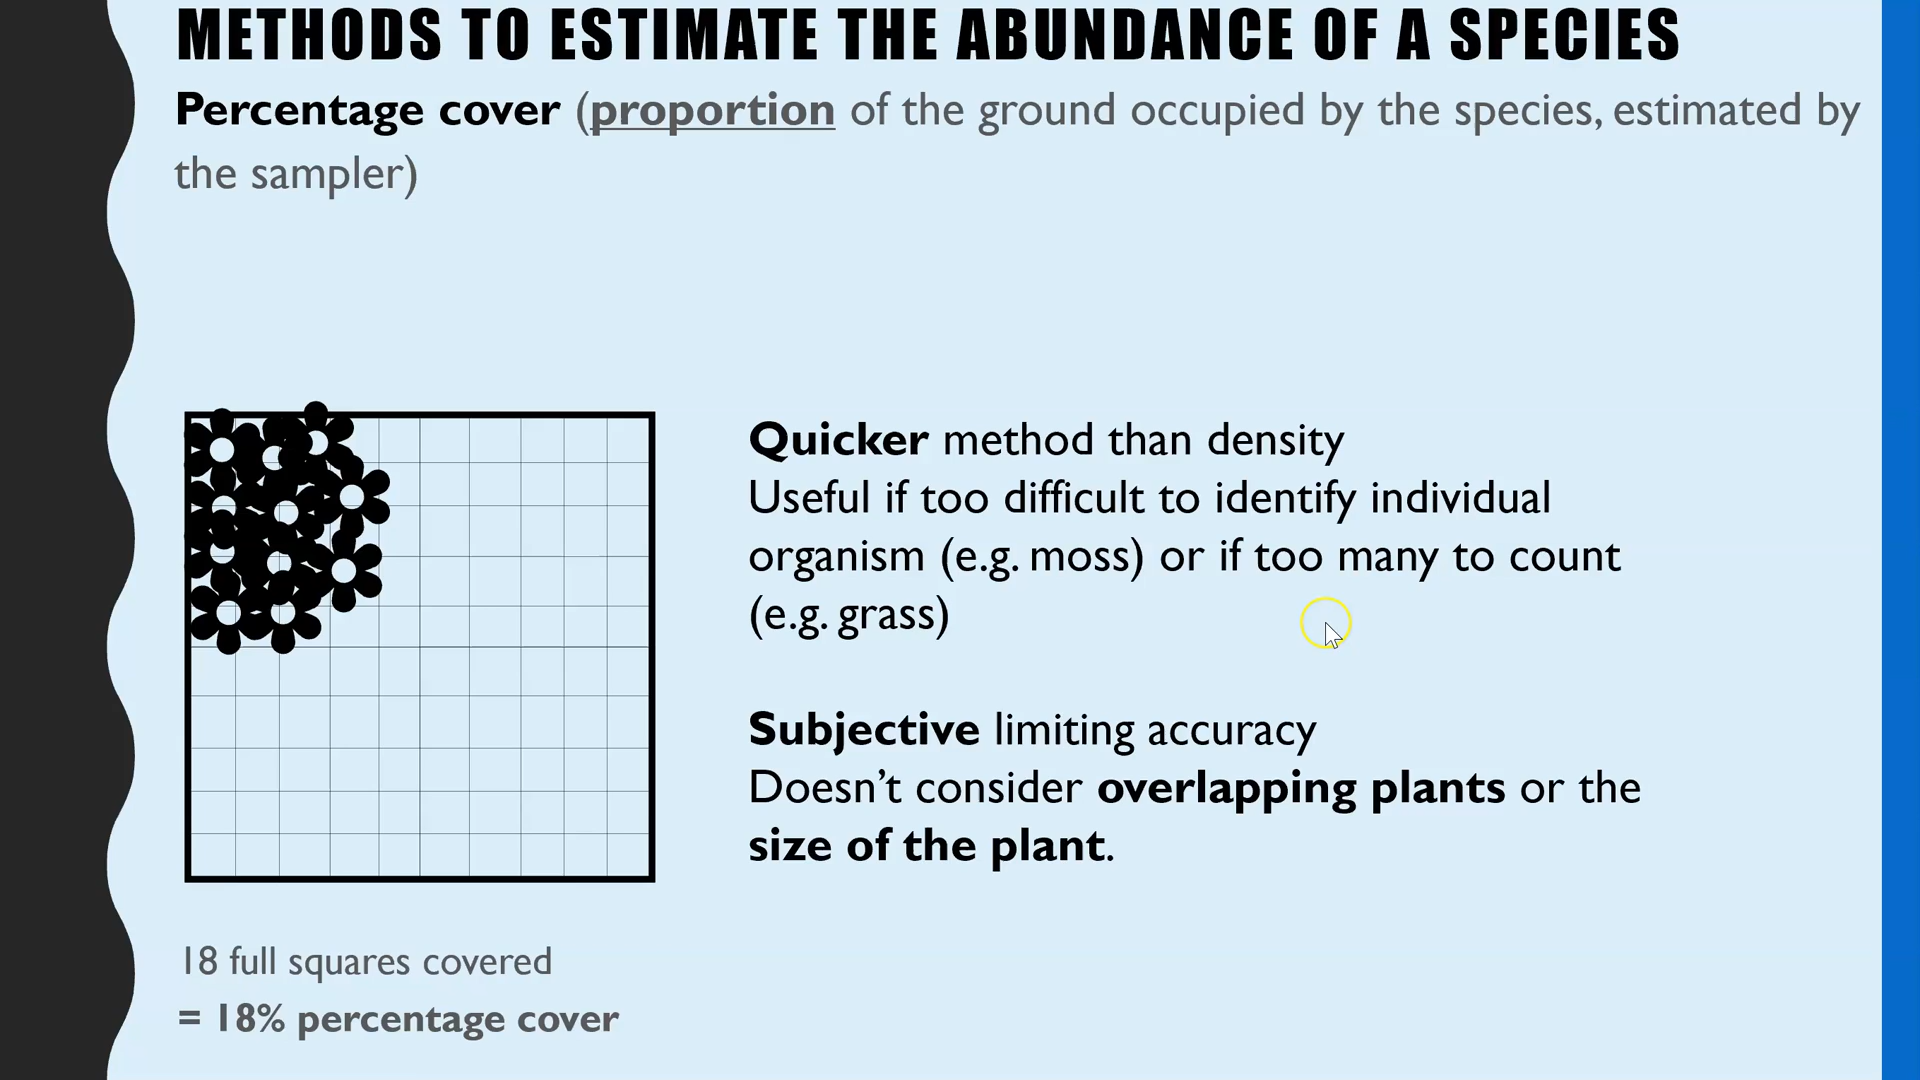 METHODS TO ESTIMATE THE ABUNDANCE OF A SPECIES
Percentage cover (proportion of the ground occupied by the species, estimated by
the sampler)
Quicker method than density
Useful if too difficult to identify individual
organism (e.g. moss) or if too many to count
(e.g. grass)
Subjective limiting accuracy
Doesn’t consider overlapping plants or the
size of the plant.
18 full squares covered
= 18% percentage cover